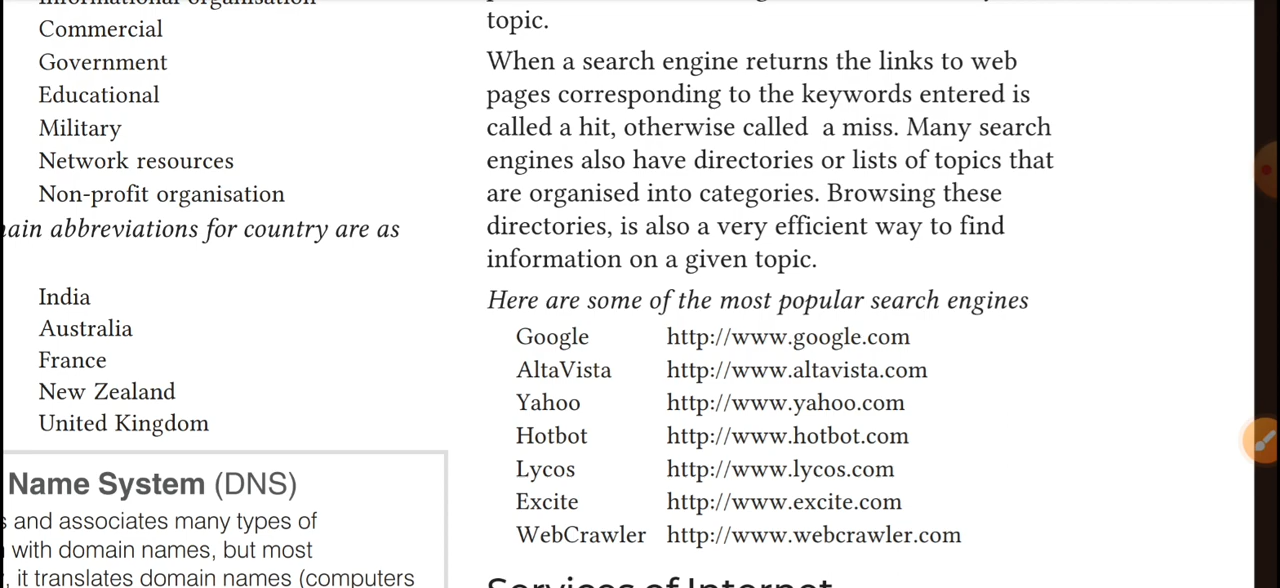 Commercial
Government
Educational
Military
Network resources
Non-profit organisation
abbreviations for country are as
India
Australia
France
New Zealand
United Kingdom
Name System (DNS)
and associates many types of
with domain names, but most
, it translates domain names (computers
topic.
When a search engine returns the links to web
pages corresponding to the keywords entered is
called a hit, otherwise called a miss. Many search
engines also have directories or lists of topics that
are organised into categories. Browsing these
directories, is also a very efficient way to find
information on a given topic.
Here are some of the most popular search engines
Google http://www.google.com
AltaVista http://www.altavista.com
Yahoo http://www.yahoo.com
Hotbot http://www.hotbot.com
Lycos http://www.lycos.com
Excite http://www.excite.com
WebCrawler http://www.webcrawler.com
Services of Internet